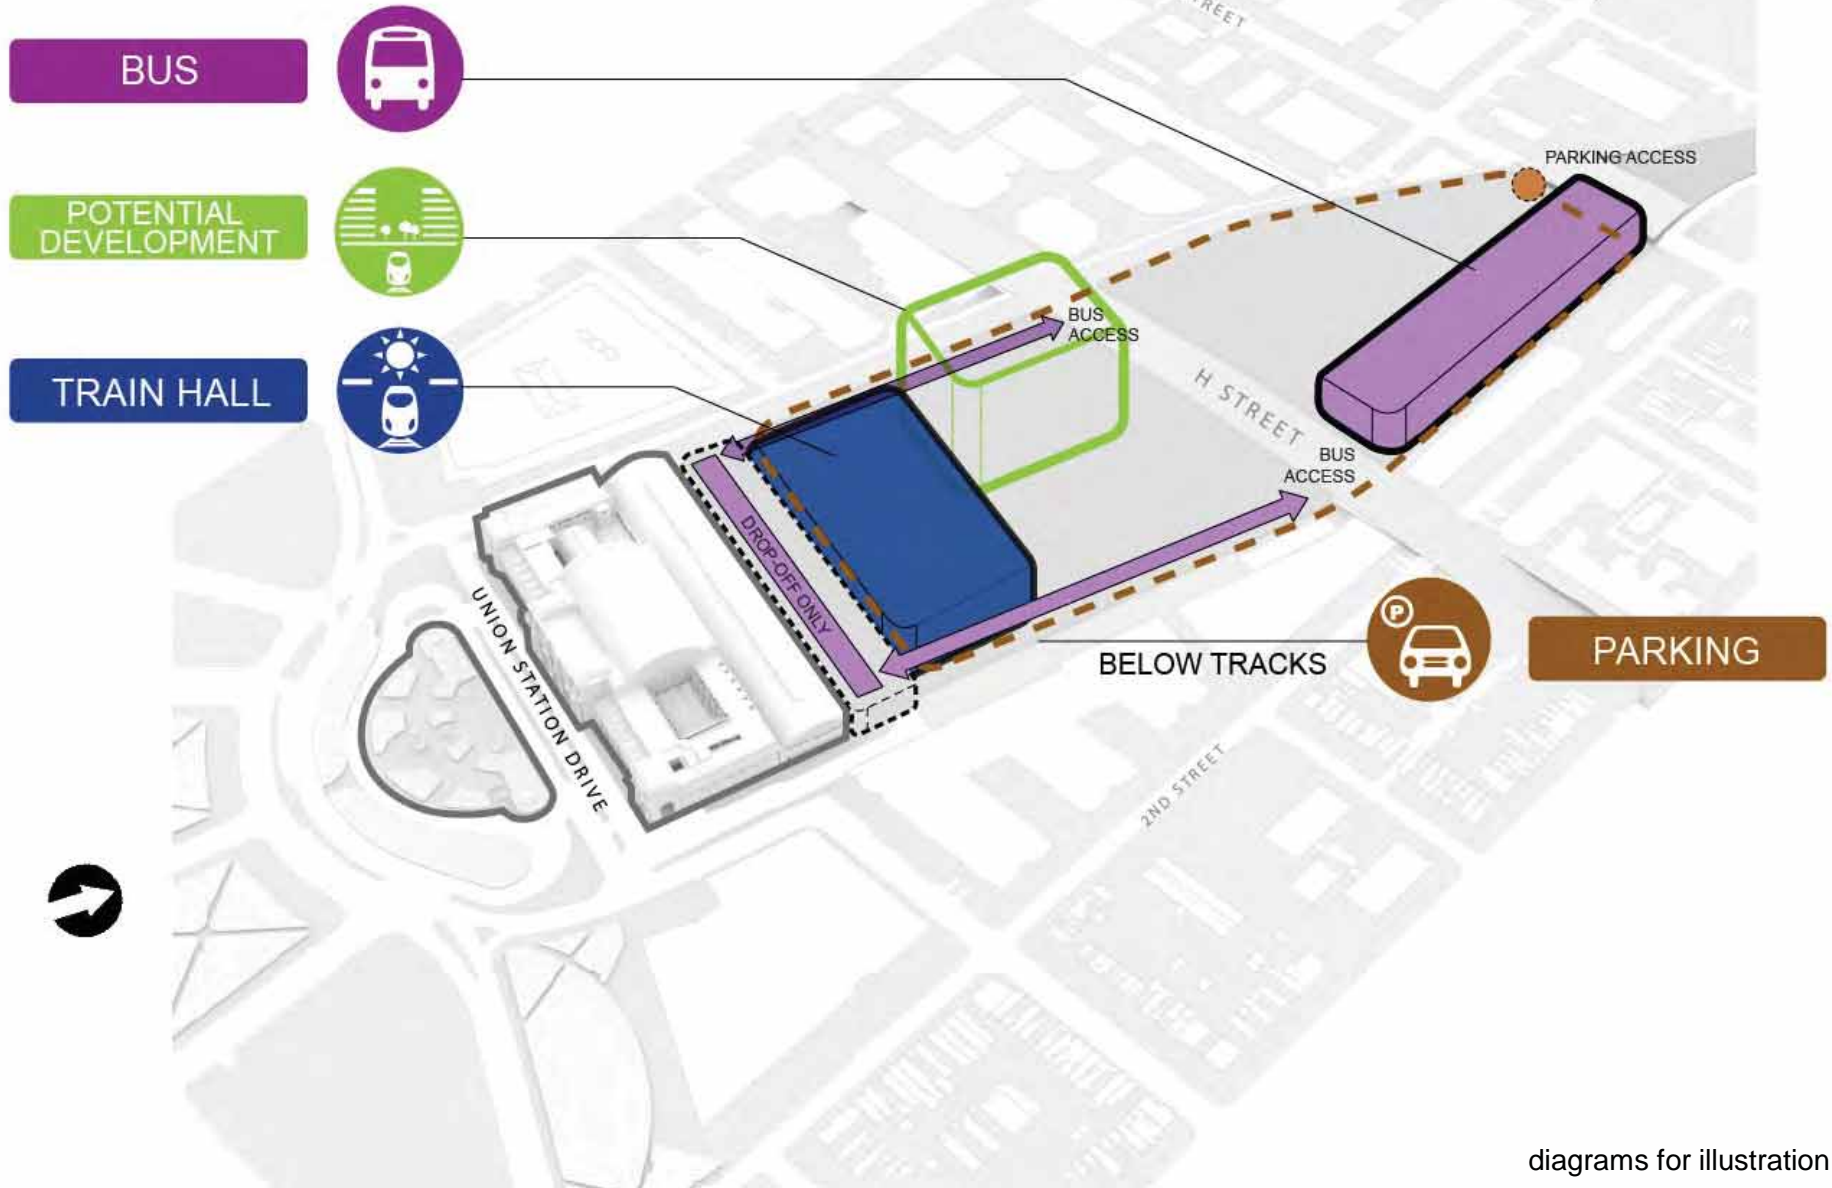 REET
BUS
PARKING ACCESS
POTENTIAL
DEVELOPMENT
BUS
ACCESS
TRAIN HALL
H STREET
BUS
ACCESS
DROP-OFF ONLY
UNION STATION DRIVE
P
BELOW TRACKS
PARKING
2ND STREET
diagrams for illustration